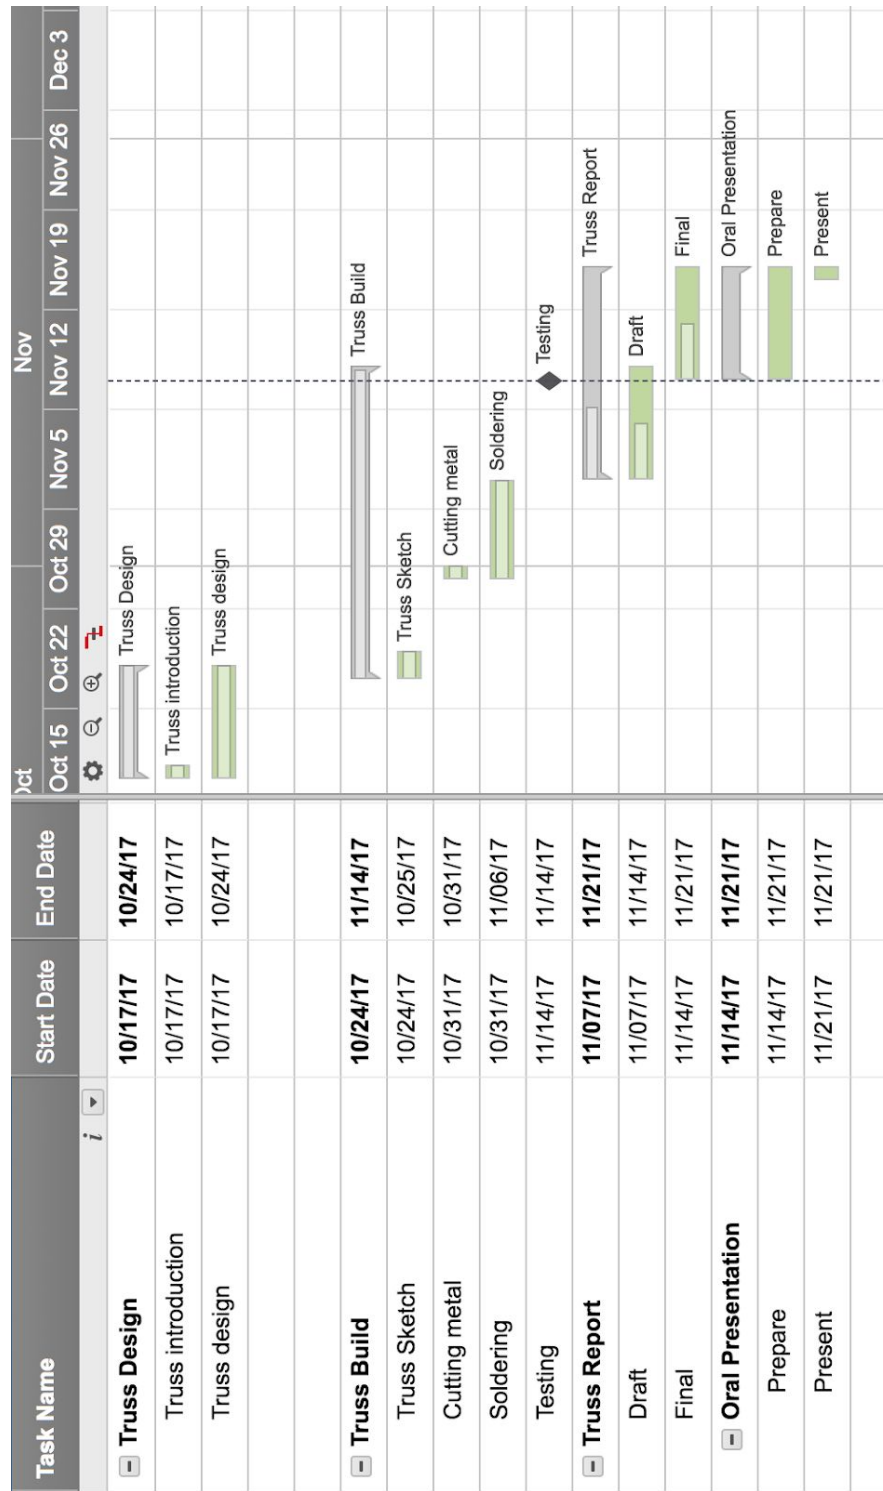 Task Name Start Date End Date Oct Nov
Oct 15 Oct 22 Oct 29 Nov 5 Nov 12 Nov 19 Nov 26 Dec 3
i
Truss Design 10/17/17 10/24/17 Truss Design
Truss introduction 10/17/17 10/17/17 Truss introduction
Truss design 10/17/17 10/24/17 Truss design
Truss Build 10/24/17 11/14/17 Truss Build
Truss Sketch 10/24/17 10/25/17 Truss Sketch
Cutting metal 10/31/17 10/31/17 Cutting metal
Soldering 10/31/17 11/06/17 Soldering
Testing 11/14/17 11/14/17 Testing
Truss Report 11/07/17 11/21/17 Truss Report
Draft 11/07/17 11/14/17 Draft
Final 11/14/17 11/21/17 Final
Oral Presentation 11/14/17 11/21/17 Oral Presentation
Prepare 11/14/17 11/21/17 Prepare
Present 11/21/17 11/21/17 Present